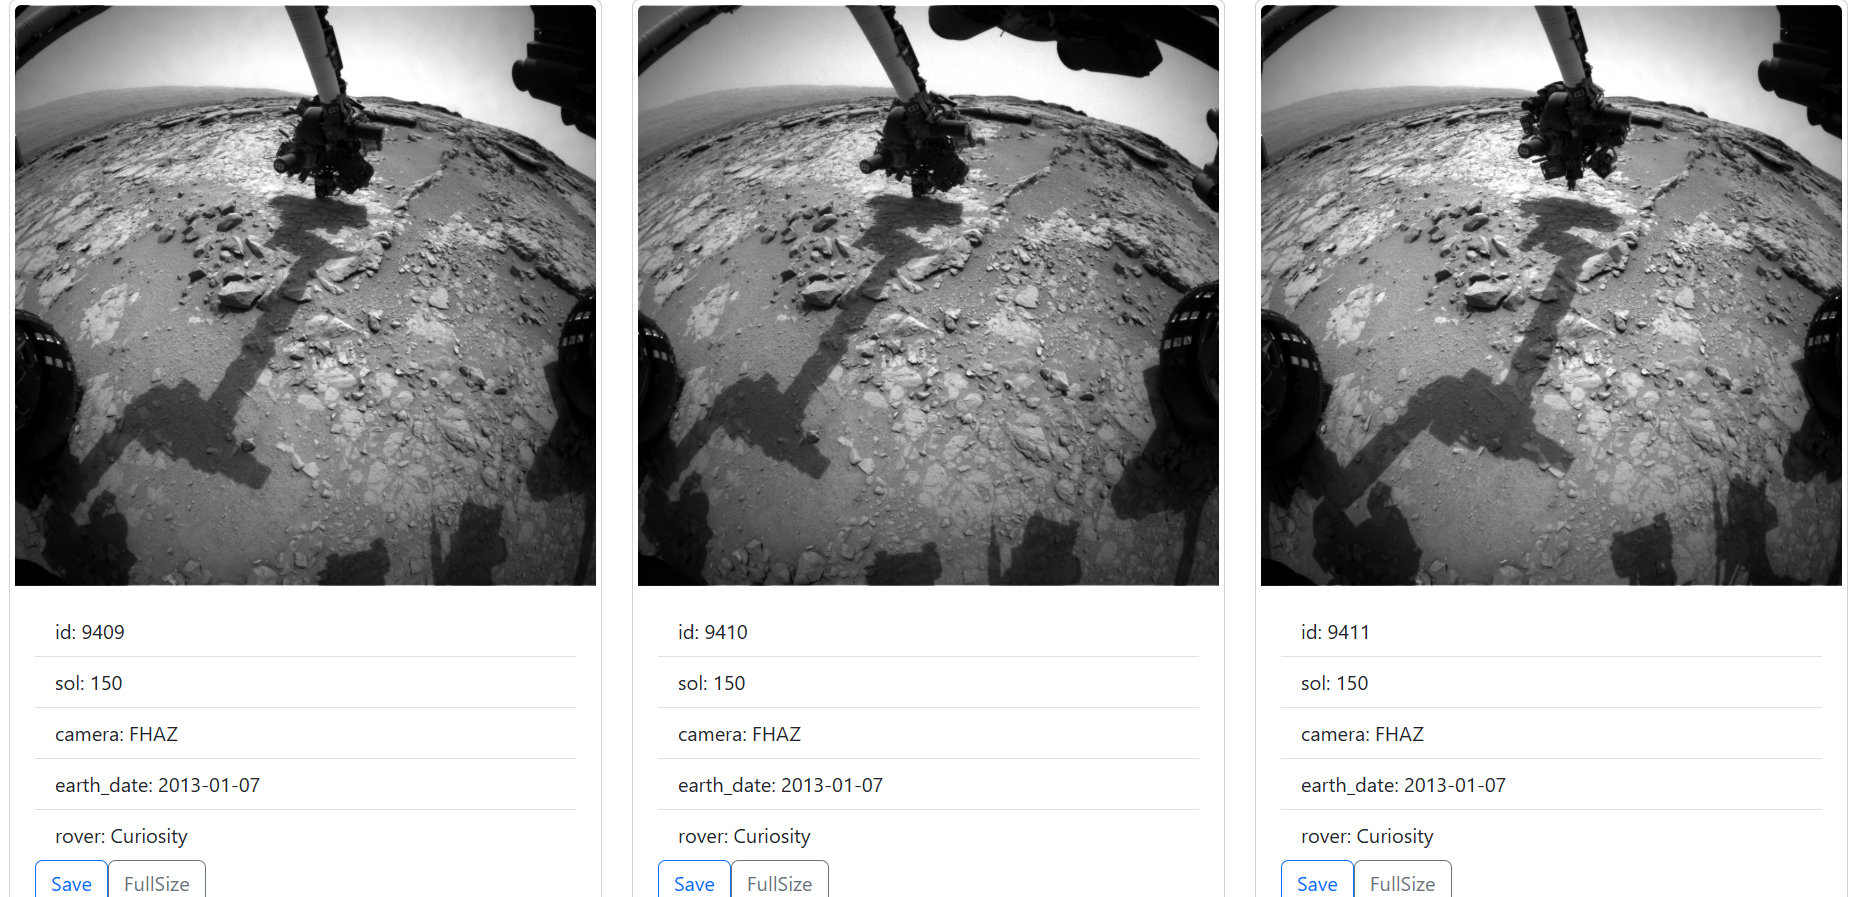 id: 9409
sol: 150
camera: FHAZ
earth_date: 2013-01-07
rover: Curiosity
Save FullSize
id: 9410
sol: 150
camera: FHAZ
earth_date: 2013-01-07
rover: Curiosity
Save FullSize
id: 9411
sol: 150
camera: FHAZ
earth_date: 2013-01-07
rover: Curiosity
Save FullSize